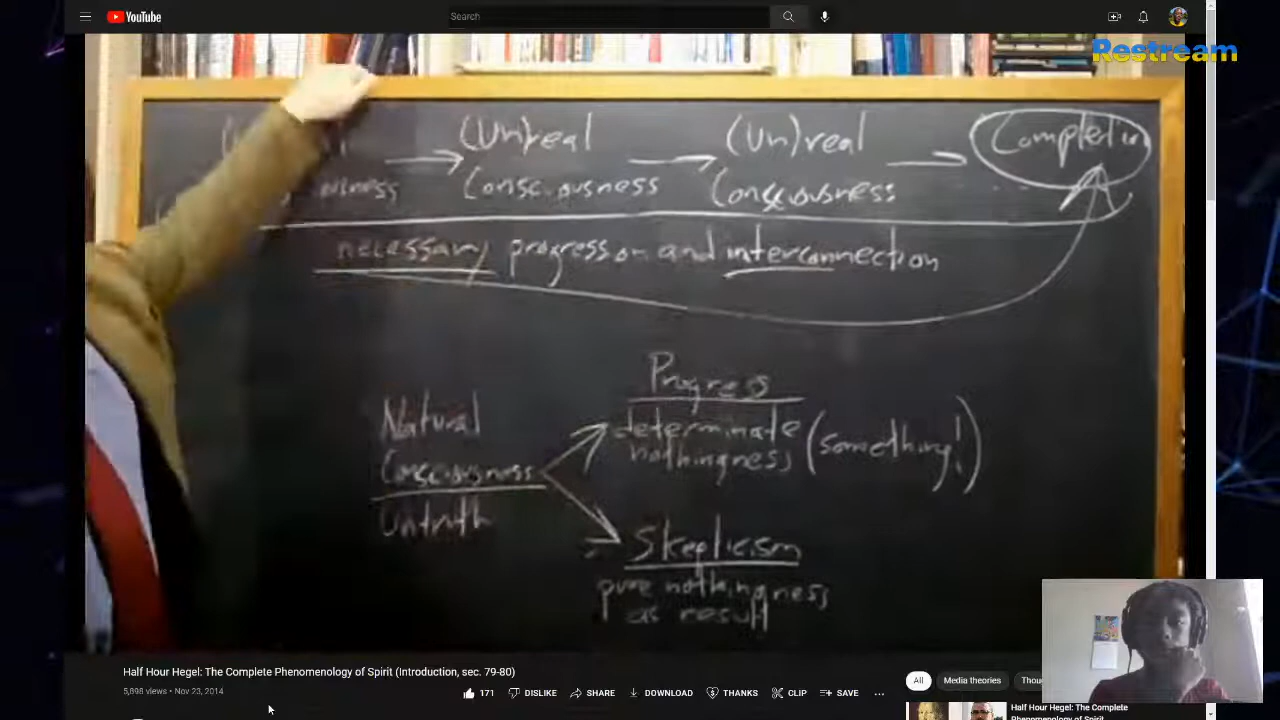 YouTube
Search
Restream
(Un)real
(Un)real
Completion
Consciousness
Consciousness
necessary progression and interconnection
Progress
Natural
determinate
(something!)
Consciousness
nothingness
Untruth
Skepticism
pure nothingness
as result
Half Hour Hegel: The Complete Phenomenology of Spirit (Introduction, sec. 79-80)
5,898 views • Nov 23, 2014
171
DISLIKE
SHARE
DOWNLOAD
THANKS
CLIP
SAVE
All
Media theories
Half Hour Hegel: The Complete